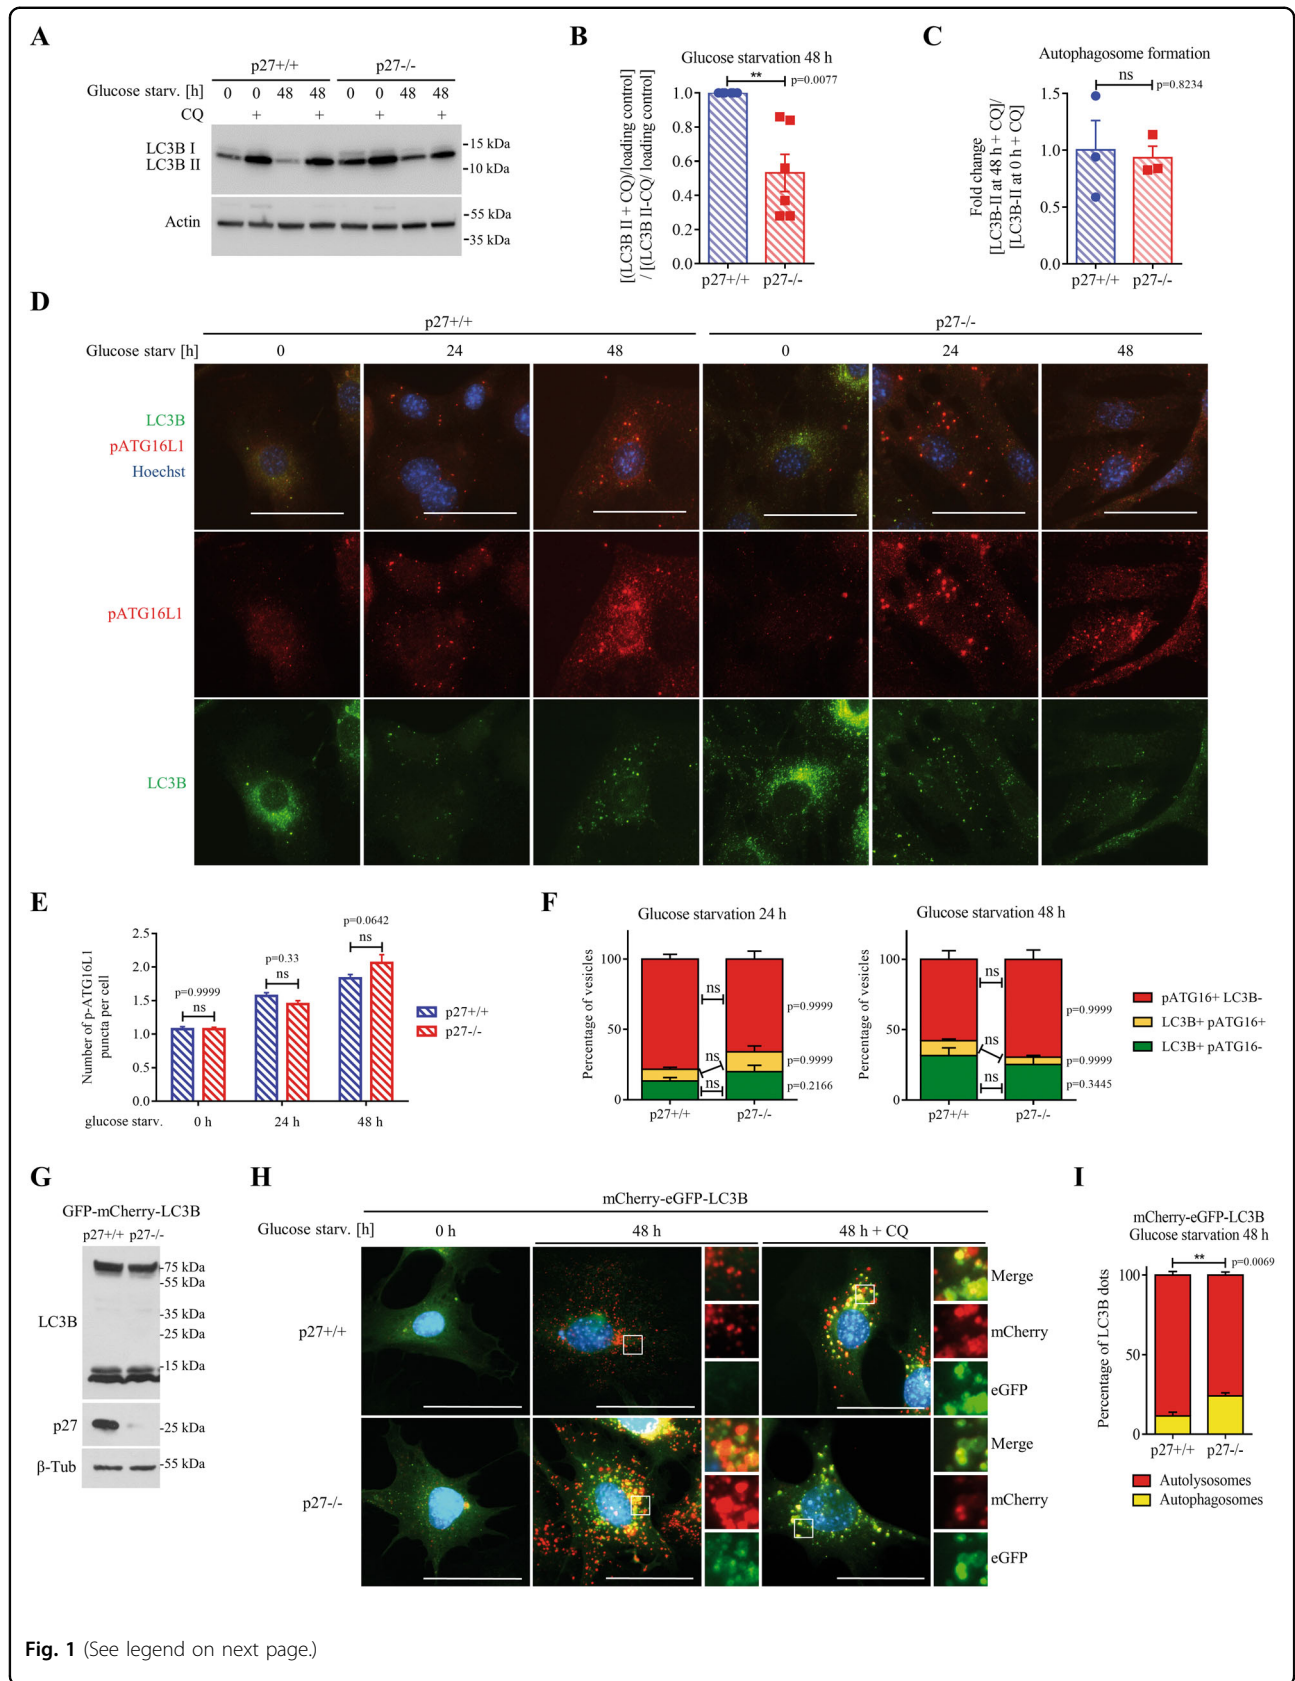 A
p27+/+ p27-/-
Glucose starv. [h] 0 0 48 48 0 0 48 48
CQ + + + +
LC3B I
LC3B II
-15 kDa
-10 kDa
Actin
-55 kDa
-35 kDa
B
Glucose starvation 48 h
** p=0.0077
[(LC3B II + CQ)/loading control]
/ [(LC3B II-CQ/ loading control]
1.0
0.8
0.6
0.4
0.2
0.0
p27+/+ p27-/-
C
Autophagosome formation
ns p=0.8234
Fold change
[LC3B-II at 48 h + CQ]/
[LC3B-II at 0 h + CQ]
1.5
1.0
0.5
0.0
p27+/+ p27-/-
D
p27+/+ p27-/-
Glucose starv [h] 0 24 48 0 24 48
LC3B
pATG16L1
Hoechst
pATG16L1
LC3B
E
Number of p-ATG16L1
puncta per cell
2.5
2.0
1.5
1.0
0.5
0.0
p=0.9999
ns
p=0.33
ns
p=0.0642
ns
glucose starv. 0 h 24 h 48 h
p27+/+
p27-/-
F
Glucose starvation 24 h
Percentage of vesicles
100
50
0
ns
ns
ns
p=0.9999
p=0.9999
p=0.2166
p27+/+ p27-/-
Glucose starvation 48 h
Percentage of vesicles
100
50
0
ns
ns
ns
p=0.9999
p=0.9999
p=0.3445
p27+/+ p27-/-
pATG16+ LC3B-
LC3B+ pATG16+
LC3B+ pATG16-
G
GFP-mCherry-LC3B
p27+/+ p27-/-
LC3B
-75 kDa
-55 kDa
-35 kDa
-25 kDa
-15 kDa
p27
-25 kDa
β-Tub
-55 kDa
H
mCherry-eGFP-LC3B
Glucose starv. [h] 0 h 48 h 48 h + CQ
p27+/+
Merge
mCherry
eGFP
p27-/-
Merge
mCherry
eGFP
I
mCherry-eGFP-LC3B
Glucose starvation 48 h
** p=0.0069
Percentage of LC3B dots
100
50
0
p27+/+ p27-/-
Autolysosomes
Autophagosomes
Fig. 1 (See legend on next page.)